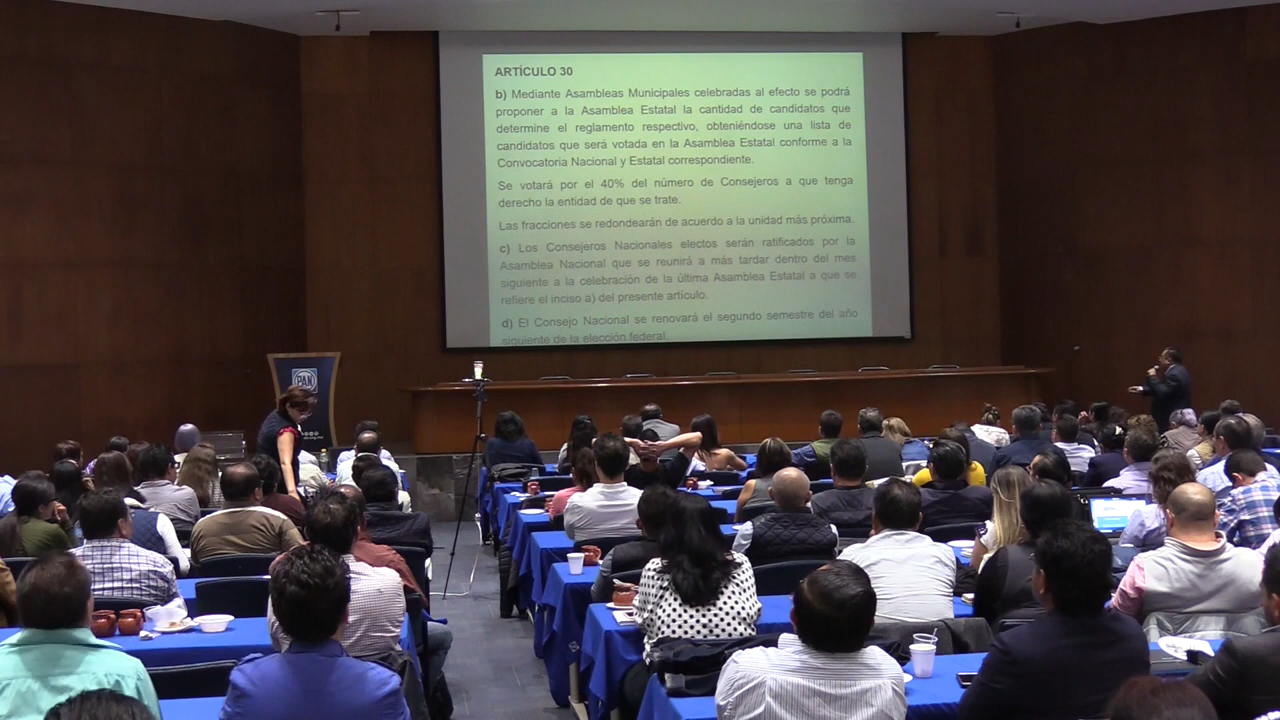 ARTÍCULO 30
b) Mediante Asambleas Municipales celebradas al efecto se podrá
proponer a la Asamblea Estatal la cantidad de candidatos que
determine el reglamento respectivo, obteniéndose una lista de
candidatos que será votada en la Asamblea Estatal conforme a la
Convocatoria Nacional y Estatal correspondiente.
Se votará por el 40% del número de Consejeros a que tenga
derecho la entidad de que se trate.
Las fracciones se redondearán de acuerdo a la unidad más próxima.
c) Los Consejeros Nacionales electos serán ratificados por la
Asamblea Nacional que se reunirá a más tardar dentro del mes
siguiente a la celebración de la última Asamblea Estatal a que se
refiere el inciso a) del presente artículo.
d) El Consejo Nacional se renovará el segundo semestre del año
siguiente de la elección federal.
PAN